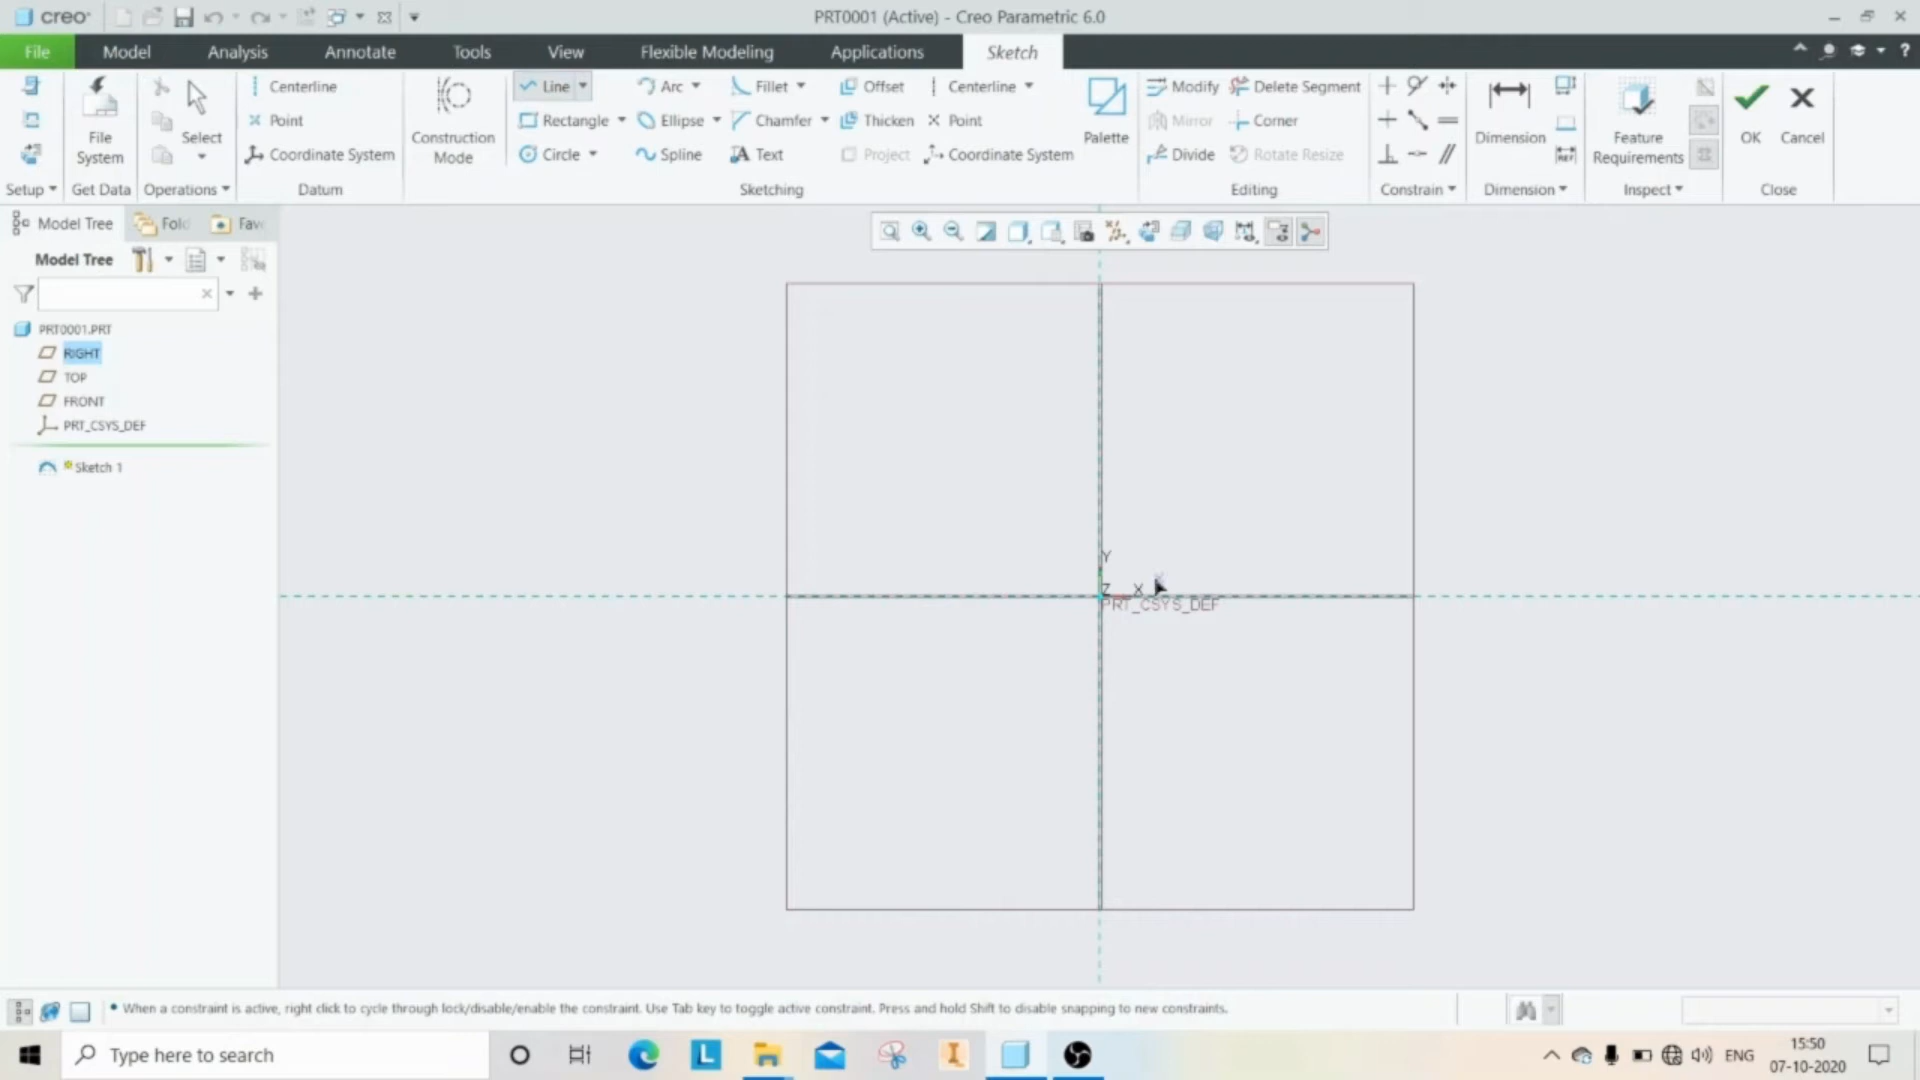 creo
PRT0001 (Active) - Creo Parametric 6.0
File Model Analysis Annotate Tools View Flexible Modeling Applications Sketch
Centerline Line Arc Fillet Offset Centerline Modify Delete Segment
Point Rectangle Ellipse Chamfer Thicken Point Mirror Corner
File System Select Coordinate System Construction Mode Circle Spline Text Project Coordinate System Palette Divide Rotate Resize Dimension Feature Requirements OK Cancel
Setup Get Data Operations Datum Sketching Editing Constrain Dimension Inspect Close
Model Tree Fold Fav
Model Tree
PRT0001.PRT
RIGHT
TOP
FRONT
PRT_CSYS_DEF
Sketch 1
Y
Z X
PRT_CSYS_DEF
• When a constraint is active, right click to cycle through lock/disable/enable the constraint. Use Tab key to toggle active constraint. Press and hold Shift to disable snapping to new constraints.
Type here to search
ENG
15:50
07-10-2020